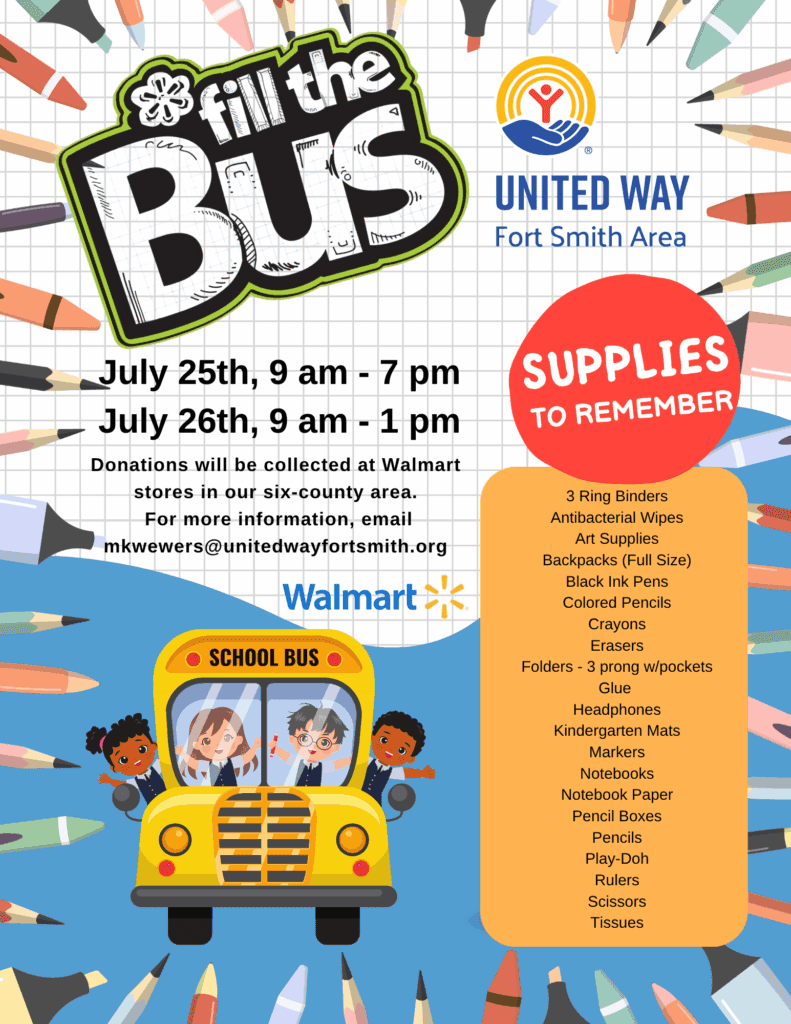 fill the
Bus
UNITED WAY
Fort Smith Area
July 25th, 9 am - 7 pm
July 26th, 9 am - 1 pm
Donations will be collected at Walmart
stores in our six-county area.
For more information, email
mkwewers@unitedwayfortsmith.org
Walmart
SCHOOL BUS
SUPPLIES
TO REMEMBER
3 Ring Binders
Antibacterial Wipes
Art Supplies
Backpacks (Full Size)
Black Ink Pens
Colored Pencils
Crayons
Erasers
Folders - 3 prong w/pockets
Glue
Headphones
Kindergarten Mats
Markers
Notebooks
Notebook Paper
Pencil Boxes
Pencils
Play-Doh
Rulers
Scissors
Tissues